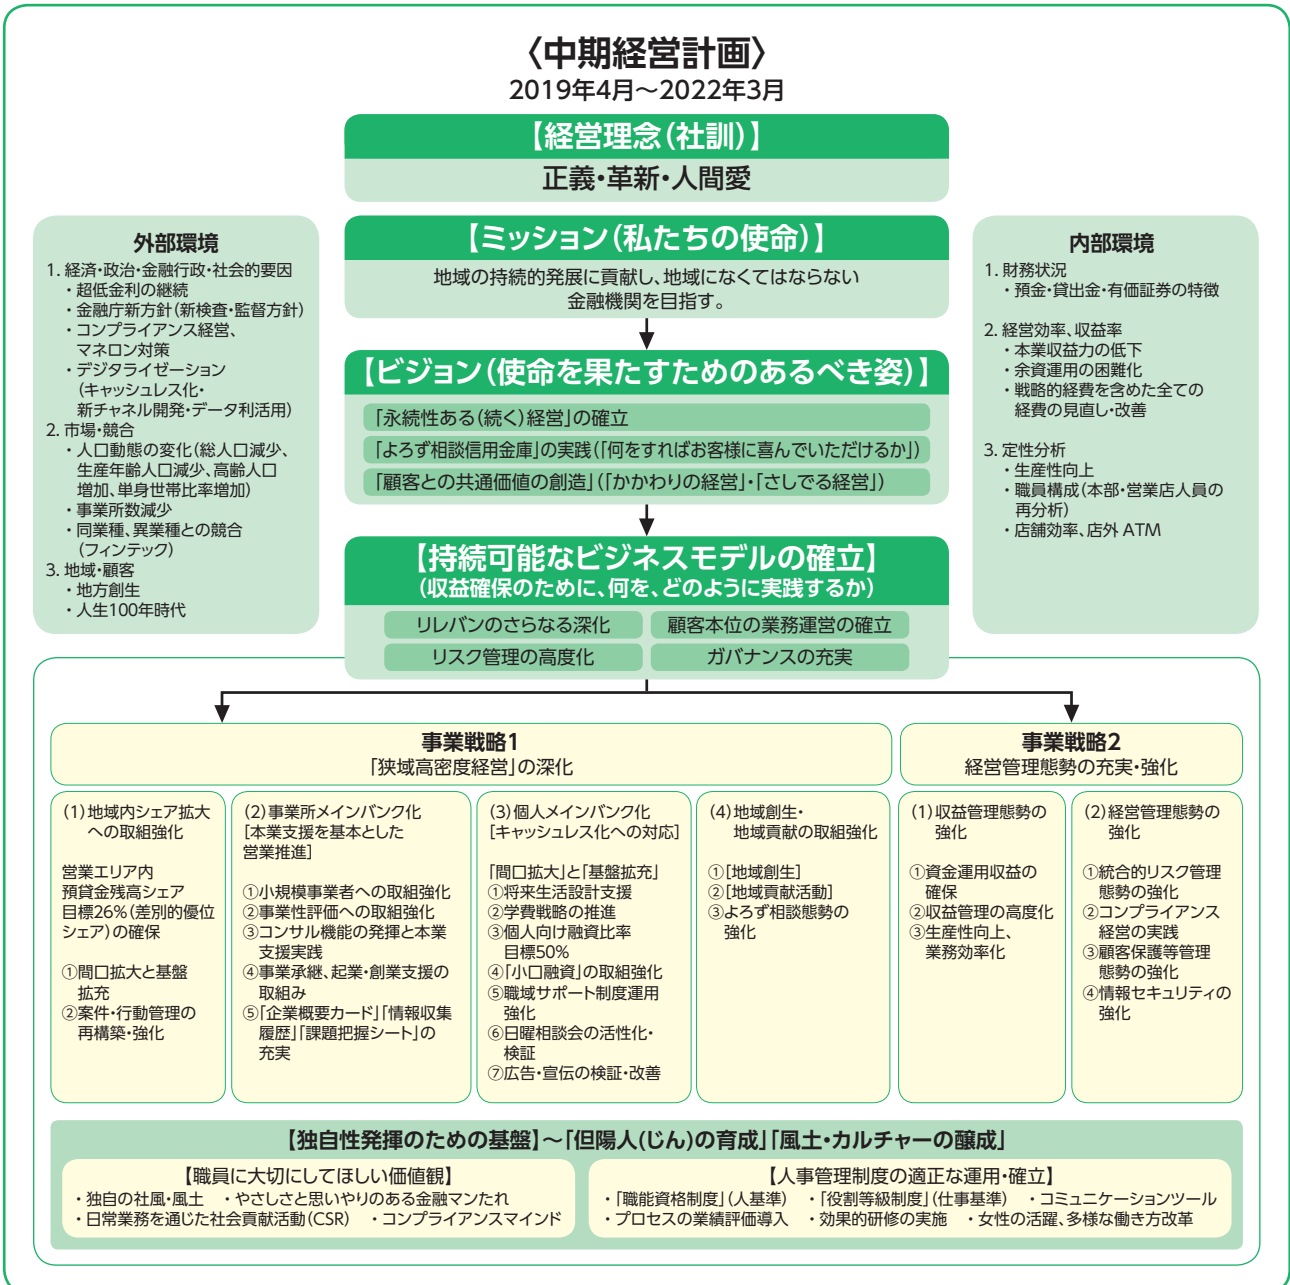 〈中期経営計画〉
2019年4月～2022年3月
【経営理念(社訓)】
正義・革新・人間愛
外部環境
1. 経済・政治・金融行政・社会的要因
・超低金利の継続
・金融庁新方針(新検査・監督方針)
・コンプライアンス経営、
マネロン対策
・デジタライゼーション
(キャッシュレス化・
新チャネル開発・データ利活用)
2. 市場・競合
・人口動態の変化(総人口減少、
生産年齢人口減少、高齢人口
増加、単身世帯比率増加)
・事業所数減少
・同業種、異業種との競合
(フィンテック)
3. 地域・顧客
・地方創生
・人生100年時代
【ミッション(私たちの使命)】
地域の持続的発展に貢献し、地域になくてはならない
金融機関を目指す。
【ビジョン(使命を果たすためのあるべき姿)】
「永続性ある(続く)経営」の確立
「よろず相談信用金庫」の実践(「何をすればお客様に喜んでいただけるか」)
「顧客との共通価値の創造」(「かかわりの経営」・「さしでる経営」)
【持続可能なビジネスモデルの確立】
(収益確保のために、何を、どのように実践するか)
リレバンのさらなる深化
顧客本位の業務運営の確立
リスク管理の高度化
ガバナンスの充実
内部環境
1. 財務状況
・預金・貸出金・有価証券の特徴
2. 経営効率、収益率
・本業収益力の低下
・余資運用の困難化
・戦略的経費を含めた全ての
経費の見直し・改善
3. 定性分析
・生産性向上
・職員構成(本部・営業店人員の
再分析)
・店舗効率、店外 ATM
事業戦略1
「狭域高密度経営」の深化
(1)地域内シェア拡大
への取組強化
営業エリア内
預貸金残高シェア
目標26%(差別的優位
シェア)の確保
①間口拡大と基盤
拡充
②案件・行動管理の
再構築・強化
(2)事業所メインバンク化
[本業支援を基本とした
営業推進]
①小規模事業者への取組強化
②事業性評価への取組強化
③コンサル機能の発揮と本業
支援実践
④事業承継、起業・創業支援の
取組み
⑤「企業概要カード」「情報収集
履歴」「課題把握シート」の
充実
(3)個人メインバンク化
[キャッシュレス化への対応]
「間口拡大」と「基盤拡充」
①将来生活設計支援
②学費戦略の推進
③個人向け融資比率
目標50%
④「小口融資」の取組強化
⑤職域サポート制度運用
強化
⑥日曜相談会の活性化・
検証
⑦広告・宣伝の検証・改善
(4)地域創生・
地域貢献の取組強化
①[地域創生]
②[地域貢献活動]
③よろず相談態勢の
強化
事業戦略2
経営管理態勢の充実・強化
(1)収益管理態勢の
強化
①資金運用収益の
確保
②収益管理の高度化
③生産性向上、
業務効率化
(2)経営管理態勢の
強化
①統合的リスク管理
態勢の強化
②コンプライアンス
経営の実践
③顧客保護等管理
態勢の強化
④情報セキュリティの
強化
【独自性発揮のための基盤】～「但陽人(じん)の育成」「風土・カルチャーの醸成」
【職員に大切にしてほしい価値観】
・独自の社風・風土 ・やさしさと思いやりのある金融マンたれ
・日常業務を通じた社会貢献活動(CSR) ・コンプライアンスマインド
【人事管理制度の適正な運用・確立】
・「職能資格制度」(人基準) ・「役割等級制度」(仕事基準) ・コミュニケーションツール
・プロセスの業績評価導入 ・効果的研修の実施 ・女性の活躍、多様な働き方改革